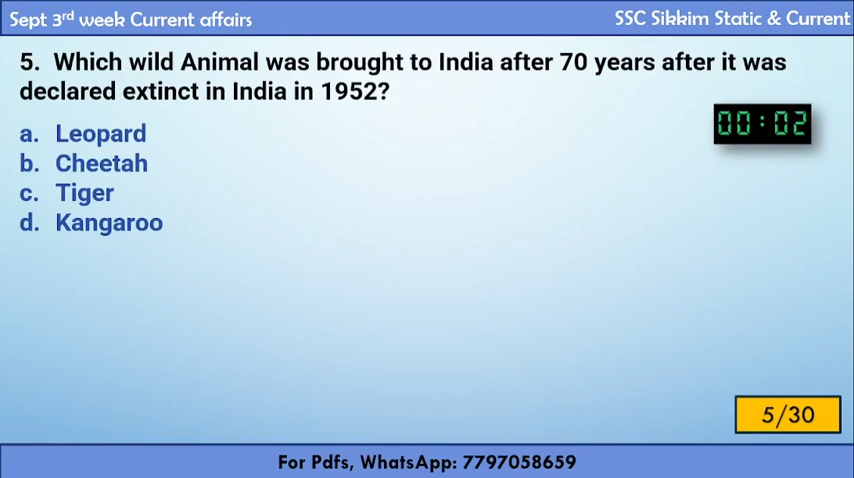 Sept 3rd week Current affairs
SSC Sikkim Static & Current
5. Which wild Animal was brought to India after 70 years after it was
declared extinct in India in 1952?
00:02
a. Leopard
b. Cheetah
c. Tiger
d. Kangaroo
5/30
For Pdfs, WhatsApp: 7797058659